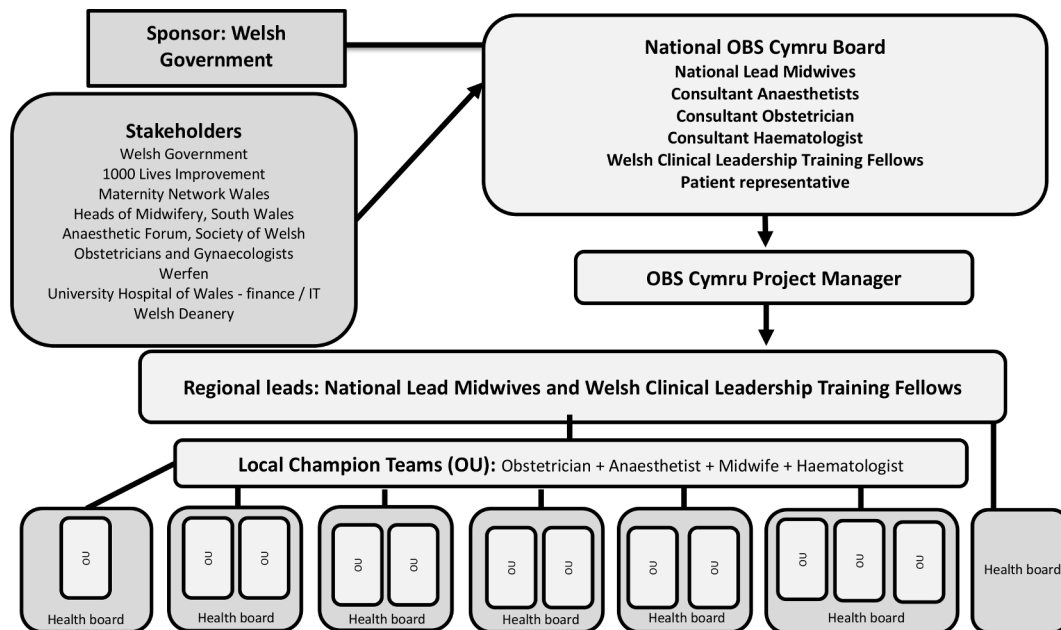 Sponsor: Welsh
Government
National OBS Cymru Board
National Lead Midwives
Consultant Anaesthetists
Consultant Obstetrician
Consultant Haematologist
Welsh Clinical Leadership Training Fellows
Patient representative
Stakeholders
Welsh Government
1000 Lives Improvement
Maternity Network Wales
Heads of Midwifery, South Wales
Anaesthetic Forum, Society of Welsh
Obstetricians and Gynaecologists
Werfen
University Hospital of Wales - finance / IT
Welsh Deanery
OBS Cymru Project Manager
Regional leads: National Lead Midwives and Welsh Clinical Leadership Training Fellows
Local Champion Teams (OU): Obstetrician + Anaesthetist + Midwife + Haematologist
OU
Health board
OU
OU
Health board
OU
OU
Health board
OU
OU
Health board
OU
OU
Health board
OU
OU
OU
Health board
Health board